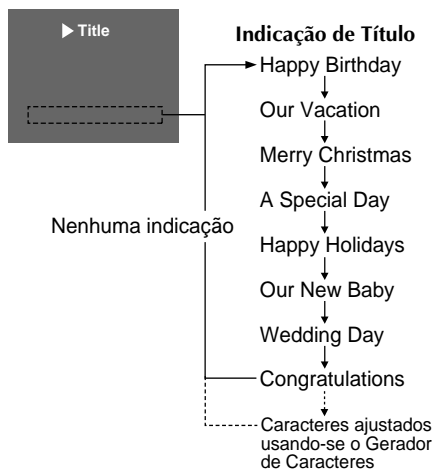 ▶ Title
Indicação de Título
Happy Birthday
Our Vacation
Merry Christmas
A Special Day
Nenhuma indicação
Happy Holidays
Our New Baby
Wedding Day
Congratulations
Caracteres ajustados
usando-se o Gerador
de Caracteres